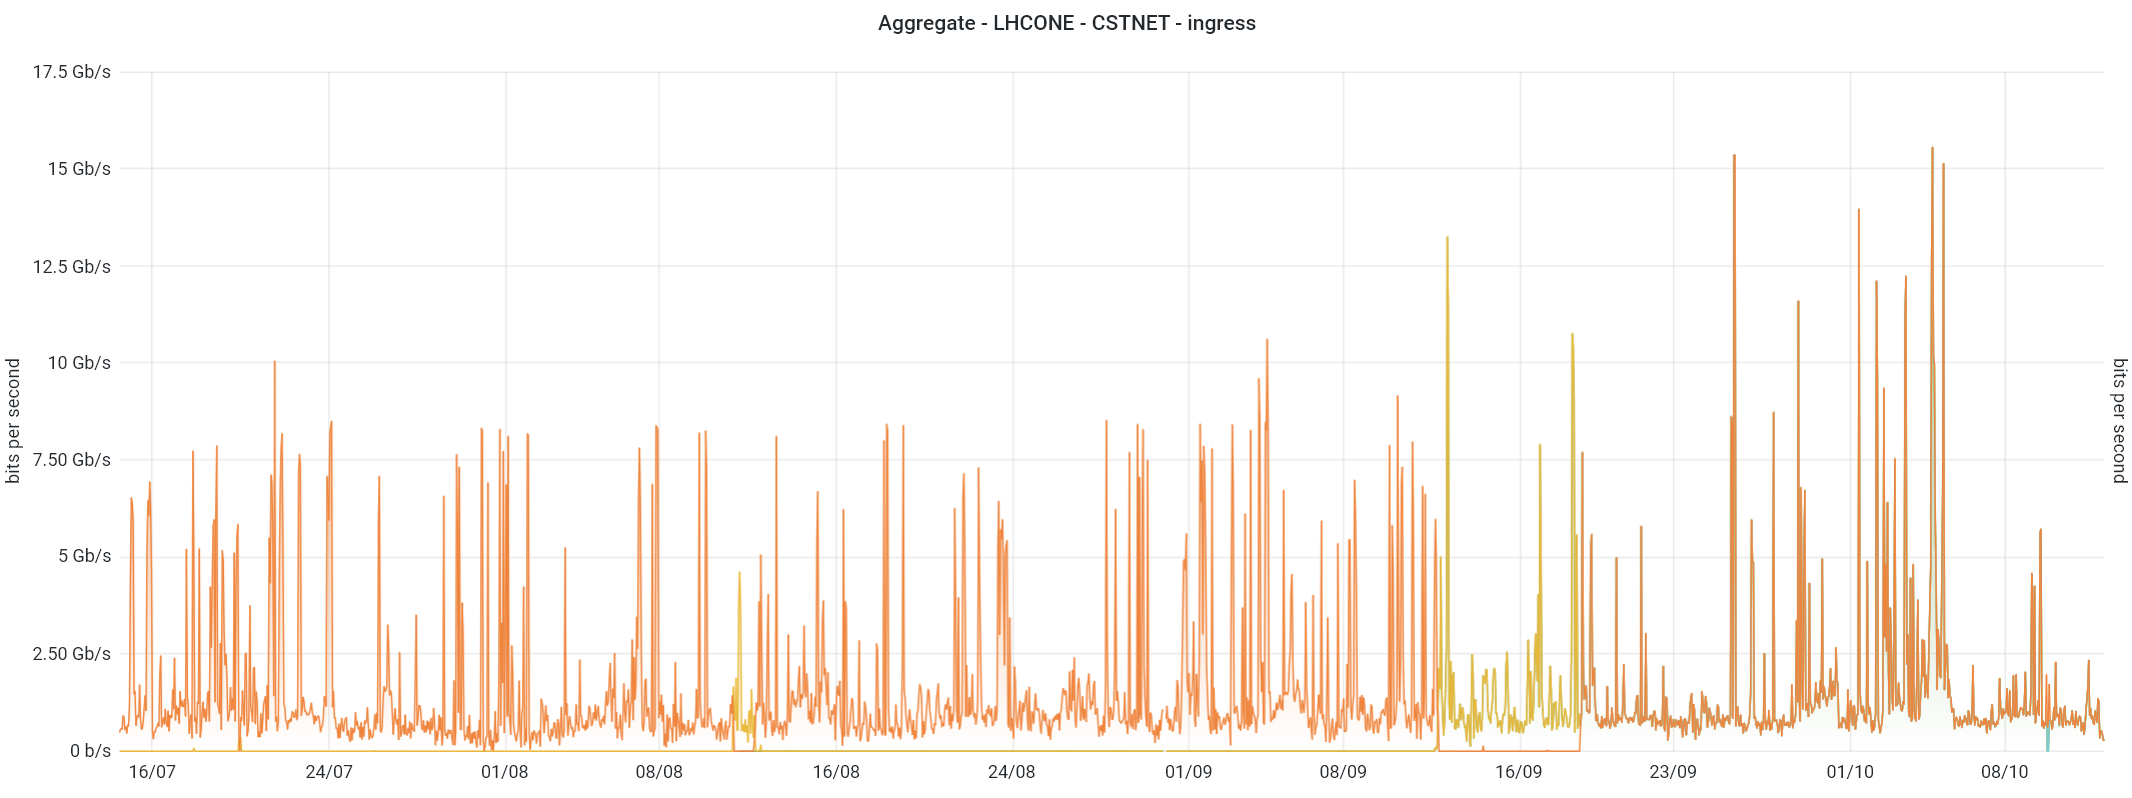 Aggregate - LHCONE - CSTNET - ingress
17.5 Gb/s
15 Gb/s
12.5 Gb/s
10 Gb/s
7.50 Gb/s
5 Gb/s
2.50 Gb/s
0 b/s
bits per second
bits per second
16/07 24/07 01/08 08/08 16/08 24/08 01/09 08/09 16/09 23/09 01/10 08/10